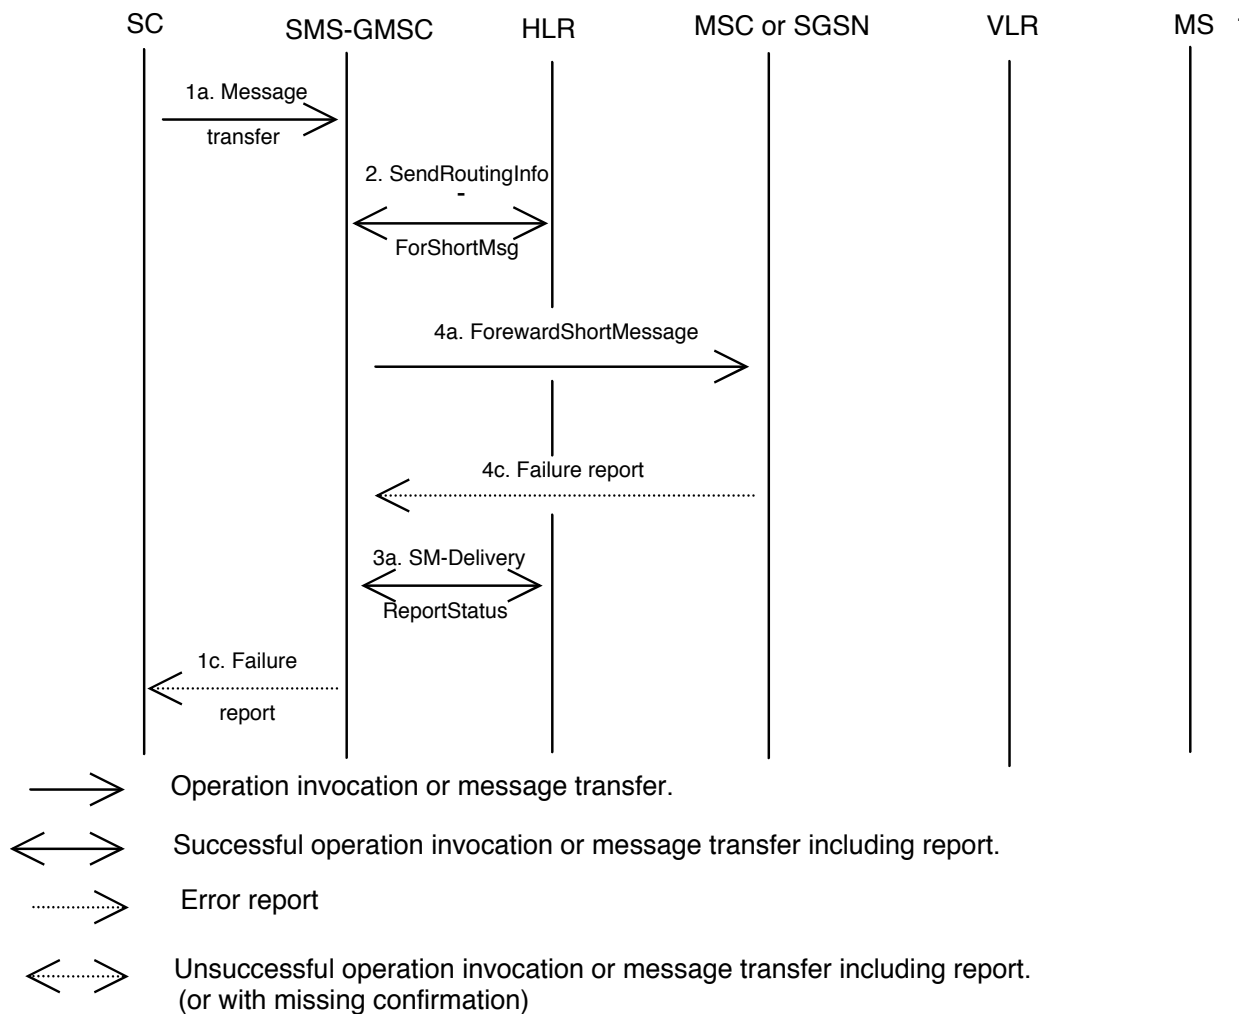 SC
SMS-GMSC
HLR
MSC or SGSN
VLR
MS
1a. Message
transfer
2. SendRoutingInfo
-
ForShortMsg
4a. ForewardShortMessage
4c. Failure report
3a. SM-Delivery
ReportStatus
1c. Failure
report
Operation invocation or message transfer.
Successful operation invocation or message transfer including report.
Error report
Unsuccessful operation invocation or message transfer including report.
(or with missing confirmation)